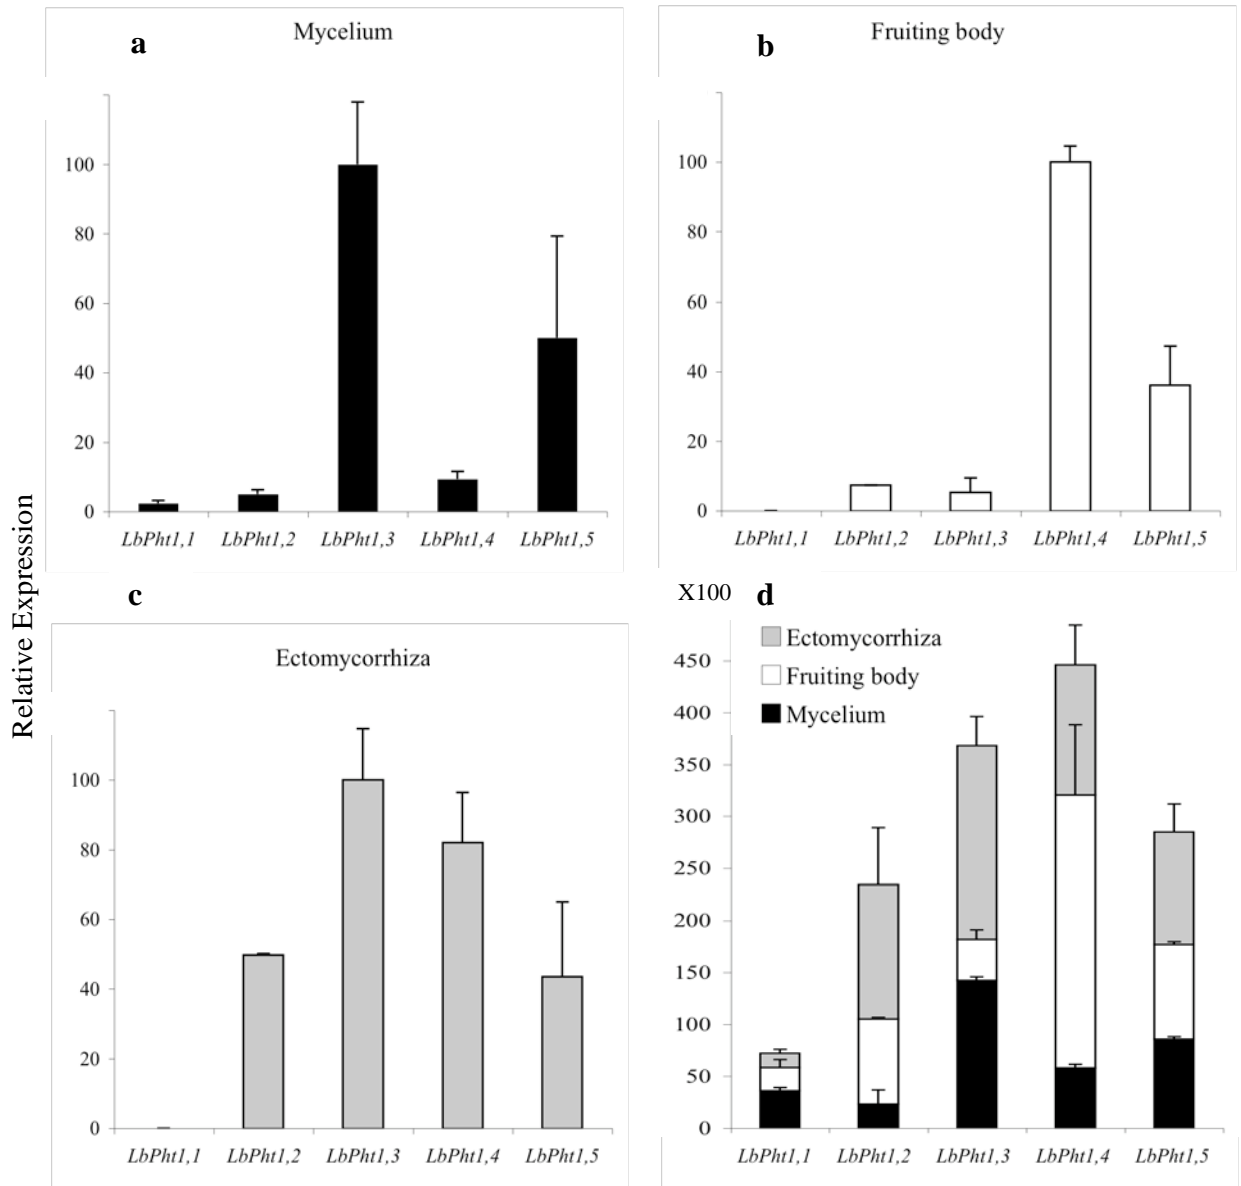 a
Mycelium
100
80
60
40
20
0
LbPht1,1 LbPht1,2 LbPht1,3 LbPht1,4 LbPht1,5
b
Fruiting body
100
80
60
40
20
0
LbPht1,1 LbPht1,2 LbPht1,3 LbPht1,4 LbPht1,5
Relative Expression
c
Ectomycorrhiza
100
80
60
40
20
0
LbPht1,1 LbPht1,2 LbPht1,3 LbPht1,4 LbPht1,5
X100 d
Ectomycorrhiza
Fruiting body
Mycelium
450
400
350
300
250
200
150
100
50
0
LbPht1,1 LbPht1,2 LbPht1,3 LbPht1,4 LbPht1,5